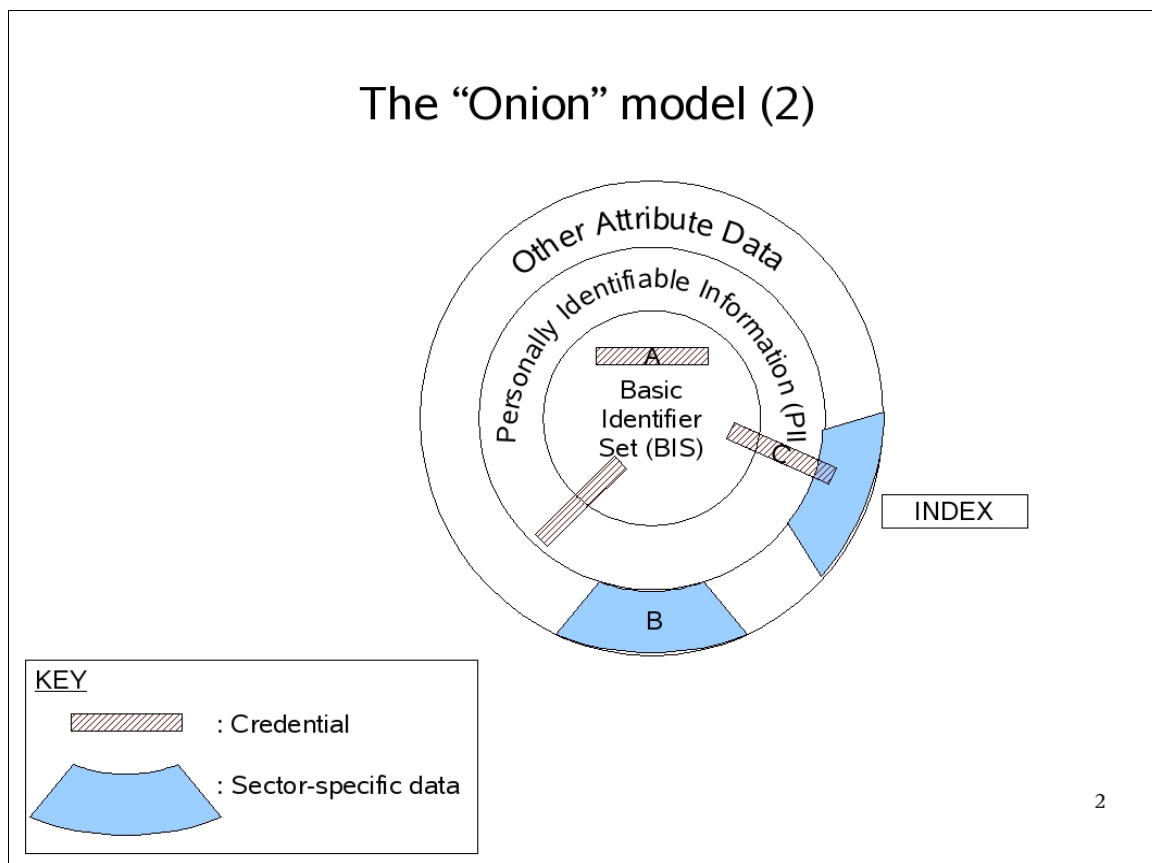 The “Onion” model (2)
Other Attribute Data
Personally Identifiable Information (PII
A
Basic
Identifier
Set (BIS)
C
INDEX
B
KEY
: Credential
: Sector-specific data
2